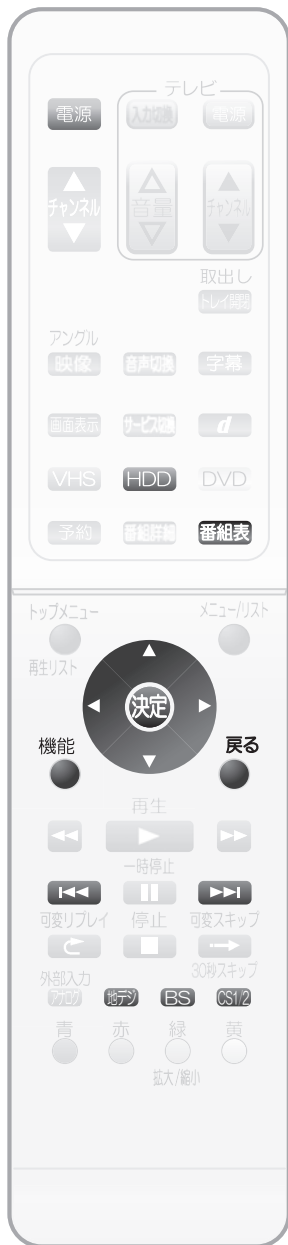 テレビ
電源 入力切換 電源
チャンネル 音量 チャンネル
取出し
トレイ開閉
アングル
映像 音声切換 字幕
画面表示 サービス切換 d
VHS HDD DVD
予約 番組詳細 番組表
トップメニュー メニュー/リスト
再生リスト
決定
機能 戻る
再生
一時停止
可変リプレイ 停止 可変スキップ
30秒スキップ
外部入力
アナログ 地デジ BS CS1/2
青 赤 緑 黄
拡大/縮小